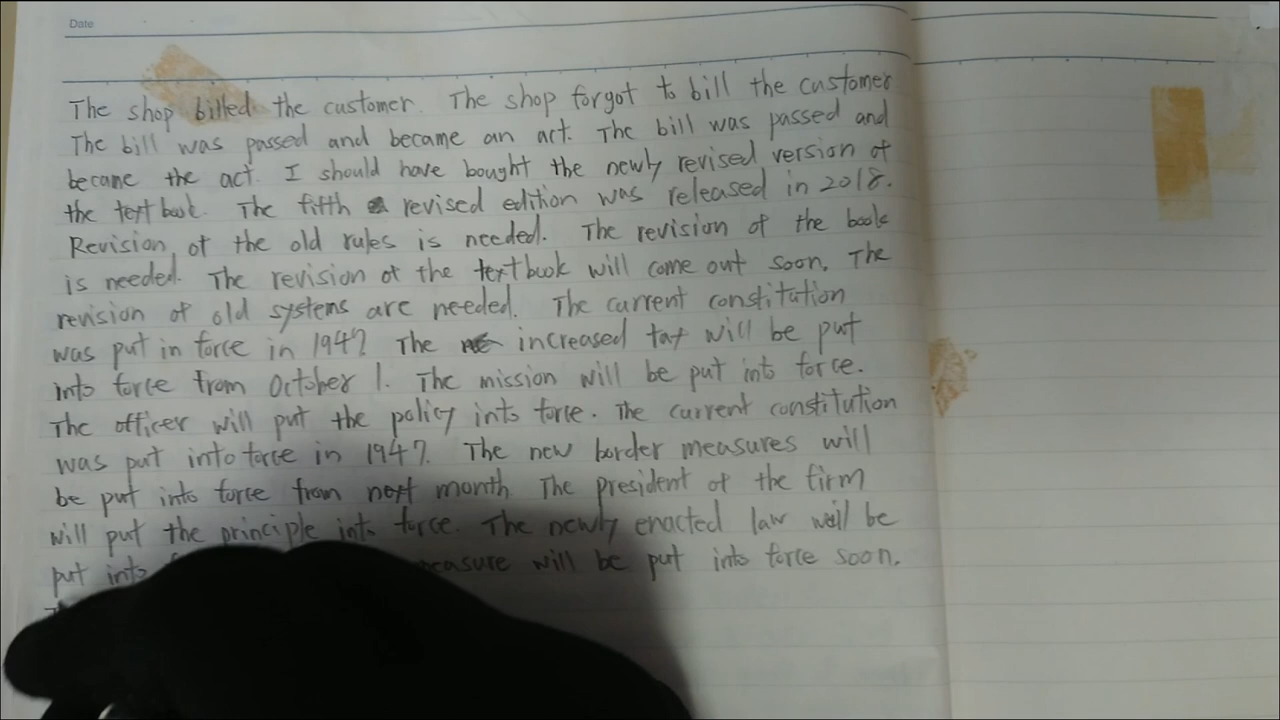 Date
The shop billed the customer. The shop forgot to bill the customer
The bill was passed and became an act. The bill was passed and
became the act. I should have bought the newly revised version of
the textbook. The fifth revised edition was released in 2018.
Revision of the old rules is needed. The revision of the book
is needed. The revision of the textbook will come out soon. The
revision of old systems are needed. The current constitution
was put in force in 1947. The increased tax will be put
into force from October 1. The mission will be put into force.
The officer will put the policy into force. The current constitution
was put into force in 1947. The new border measures will
be put into force from next month. The president of the firm
will put the principle into force. The newly enacted law will be
put into measure will be put into force soon.